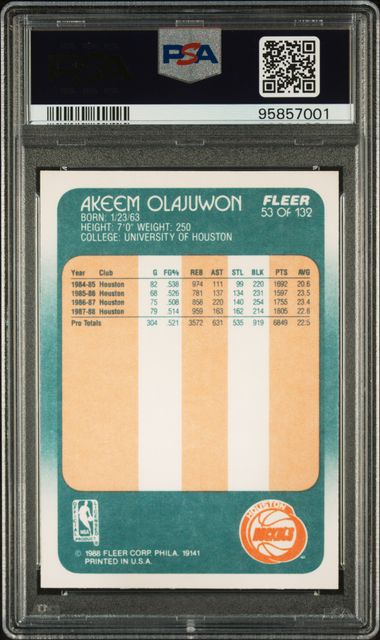 PSA
95857001
AKEEM OLAJUWON FLEER
BORN: 1/23/63 53 OF 132
HEIGHT: 7'0" WEIGHT: 250
COLLEGE: UNIVERSITY OF HOUSTON
Year Club G FG% REB AST STL BLK PTS AVG
1984-85 Houston 82 .538 974 111 99 220 1692 20.6
1985-86 Houston 68 .526 781 137 134 231 1597 23.5
1986-87 Houston 75 .508 858 220 140 254 1755 23.4
1987-88 Houston 79 .514 959 163 162 214 1805 22.8
Pro Totals 304 .521 3572 631 535 919 6849 22.5
NBA
HOUSTON
ROCKETS
© 1988 FLEER CORP. PHILA. 19141
PRINTED IN U.S.A.